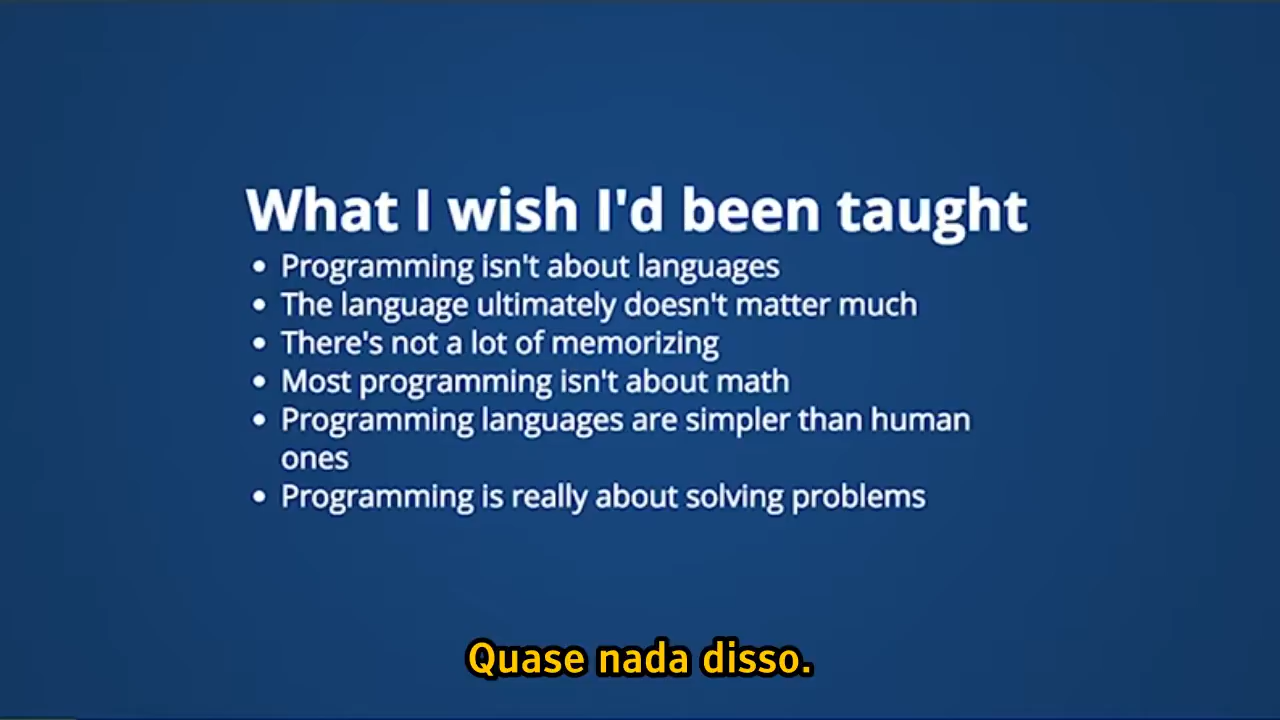 What I wish I'd been taught
• Programming isn't about languages
• The language ultimately doesn't matter much
• There's not a lot of memorizing
• Most programming isn't about math
• Programming languages are simpler than human
ones
• Programming is really about solving problems
Quase nada disso.